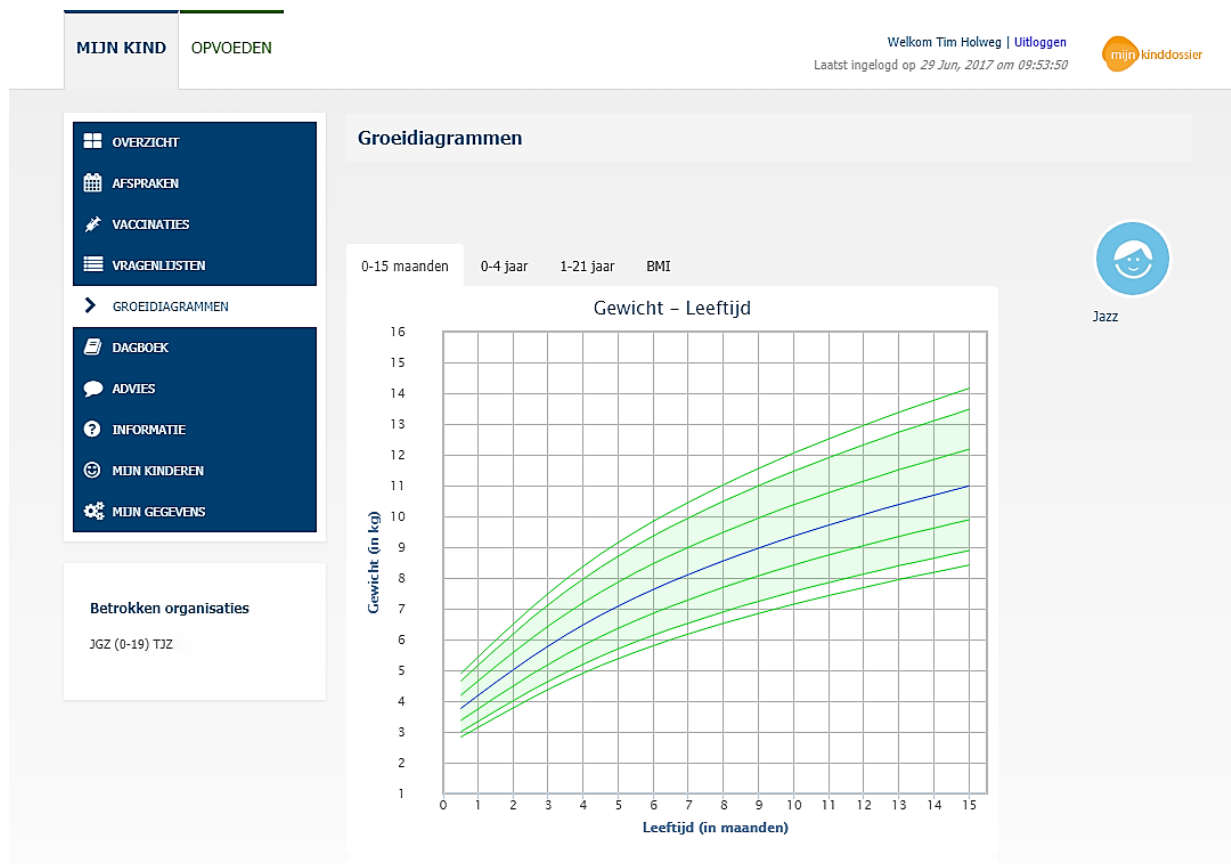 MIJN KIND
OPVOEDEN
Welkom Tim Holweg | Uitloggen
Laatst ingelogd op 29 Jun, 2017 om 09:53:50
mijn kinddossier
OVERZICHT
AFSPRAKEN
VACCINATIES
VRAGENLIJSTEN
GROEIDIAGRAMMEN
DAGBOEK
ADVIES
INFORMATIE
MIJN KINDEREN
MIJN GEGEVENS
Betrokken organisaties
JGZ (0-19) TJZ
Groeidiagrammen
0-15 maanden
0-4 jaar
1-21 jaar
BMI
Jazz
Gewicht – Leeftijd
Gewicht (in kg)
16
15
14
13
12
11
10
9
8
7
6
5
4
3
2
1
0 1 2 3 4 5 6 7 8 9 10 11 12 13 14 15
Leeftijd (in maanden)